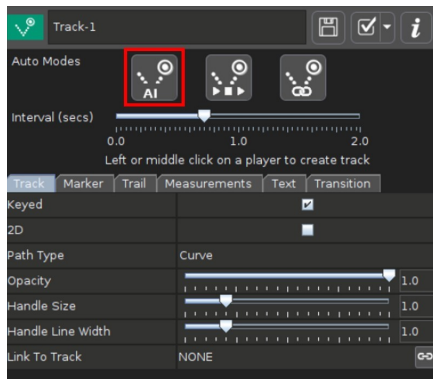 Track-1
Auto Modes
AI
Interval (secs)
0.0 1.0 2.0
Left or middle click on a player to create track
Track Marker Trail Measurements Text Transition
Keyed
2D
Path Type Curve
Opacity 1.0
Handle Size 1.0
Handle Line Width 1.0
Link To Track NONE